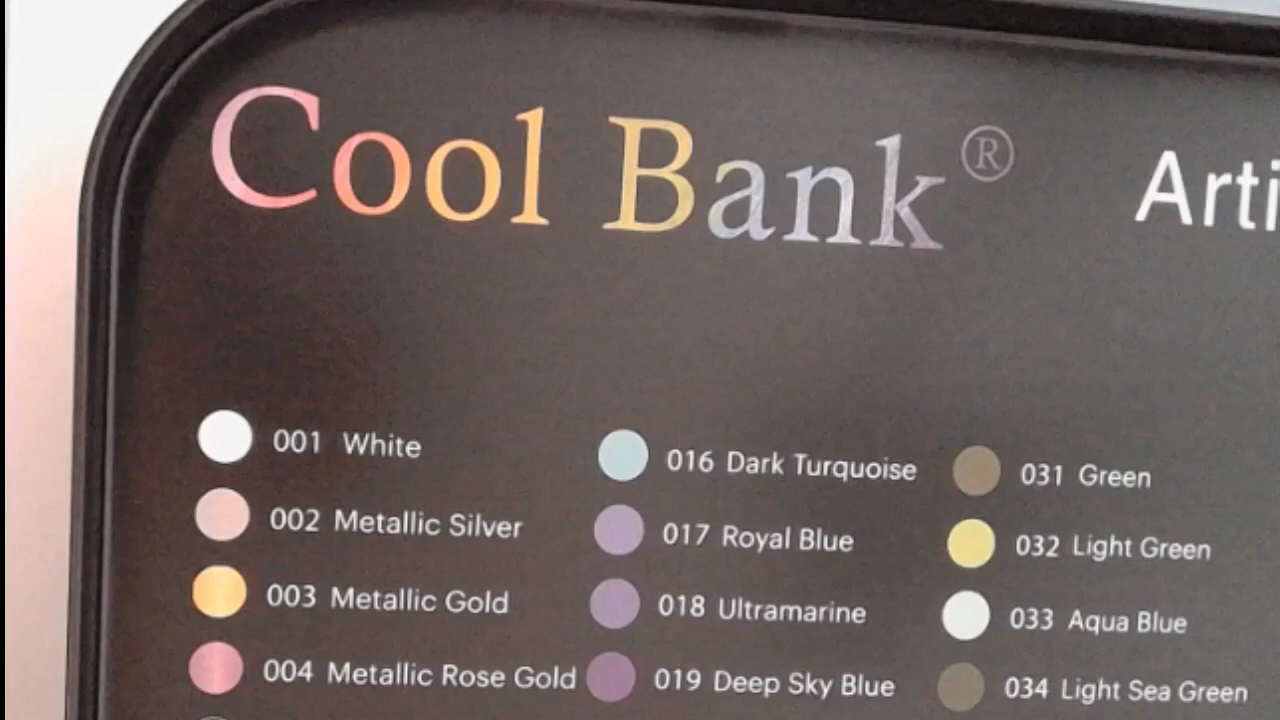 Cool Bank®
Arti
001 White
016 Dark Turquoise
031 Green
002 Metallic Silver
017 Royal Blue
032 Light Green
003 Metallic Gold
018 Ultramarine
033 Aqua Blue
004 Metallic Rose Gold
019 Deep Sky Blue
034 Light Sea Green